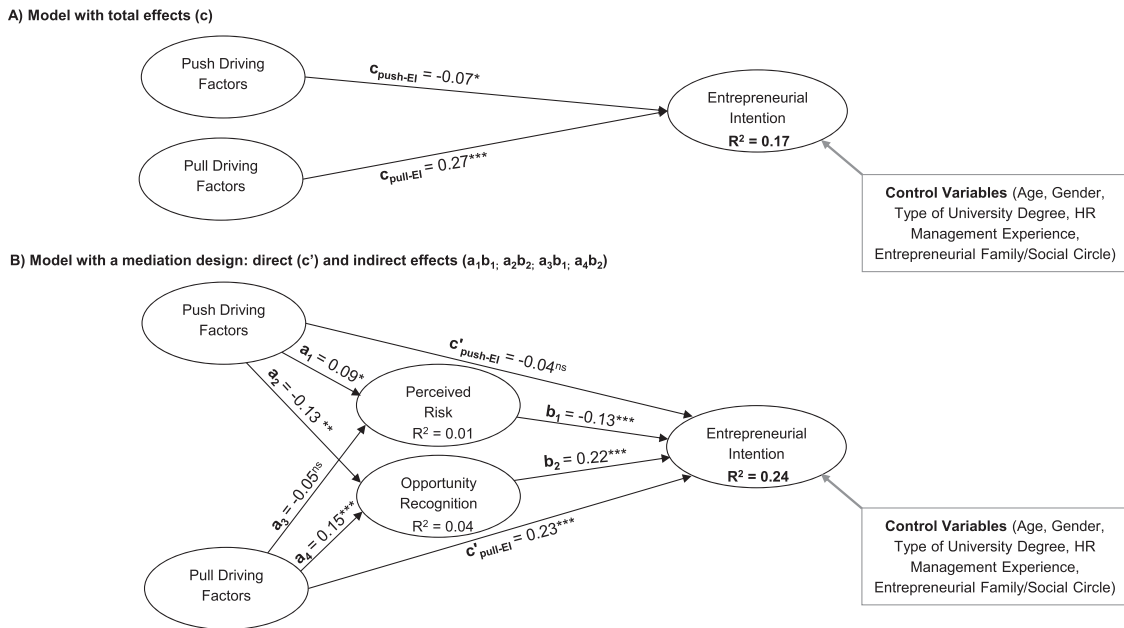 A) Model with total effects (c)
Push Driving
Factors
cpush-EI = -0.07*
Pull Driving
Factors
cpull-EI = 0.27***
Entrepreneurial
Intention
R² = 0.17
Control Variables (Age, Gender,
Type of University Degree, HR
Management Experience,
Entrepreneurial Family/Social Circle)
B) Model with a mediation design: direct (c') and indirect effects (a₁b₁; a₂b₂; a₃b₁; a₄b₂)
Push Driving
Factors
c'push-EI = -0.04ns
a₁ = 0.09*
a₂ = -0.13 **
Perceived
Risk
R² = 0.01
b₁ = -0.13***
b₂ = 0.22***
Opportunity
Recognition
R² = 0.04
a₃ = -0.05ns
a₄ = 0.15***
c'pull-EI = 0.23***
Pull Driving
Factors
Entrepreneurial
Intention
R² = 0.24
Control Variables (Age, Gender,
Type of University Degree, HR
Management Experience,
Entrepreneurial Family/Social Circle)